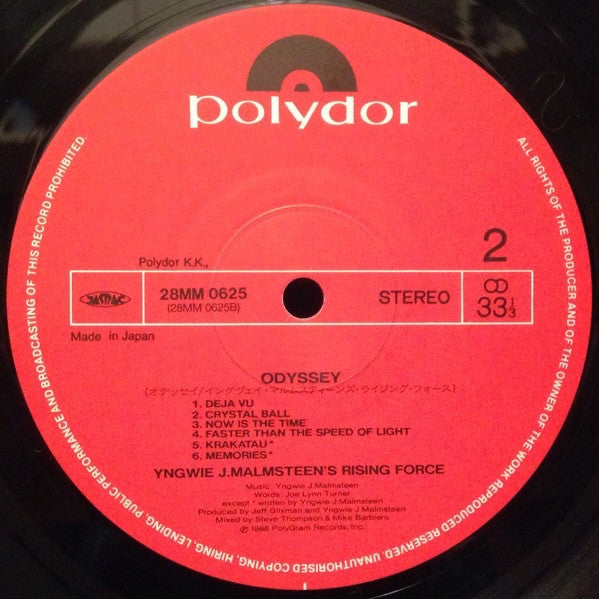 polydor
Polydor K.K.,
2
JASRAC
28MM 0625
(28MM 0625B)
STEREO
33 1/3
Made in Japan
ODYSSEY
(オデッセイ/イングヴェイ・マルムスティーンズ・ライジング・フォース)
1. DEJA VU
2. CRYSTAL BALL
3. NOW IS THE TIME
4. FASTER THAN THE SPEED OF LIGHT
5. KRAKATAU*
6. MEMORIES*
YNGWIE J.MALMSTEEN'S RISING FORCE
Music: Yngwie J.Malmsteen
Words: Joe Lynn Turner
except * written by Yngwie J.Malmsteen
Produced by Jeff Glixman and Yngwie J Malmsteen
Mixed by Steve Thompson & Mike Barbiero
Ⓟ 1988 PolyGram Records, Inc.
ALL RIGHTS OF THE PRODUCER AND OF THE OWNER OF THE WORK REPRODUCED RESERVED. UNAUTHORISED COPYING, HIRING, LENDING, PUBLIC PERFORMANCE AND BROADCASTING OF THIS RECORD PROHIBITED.